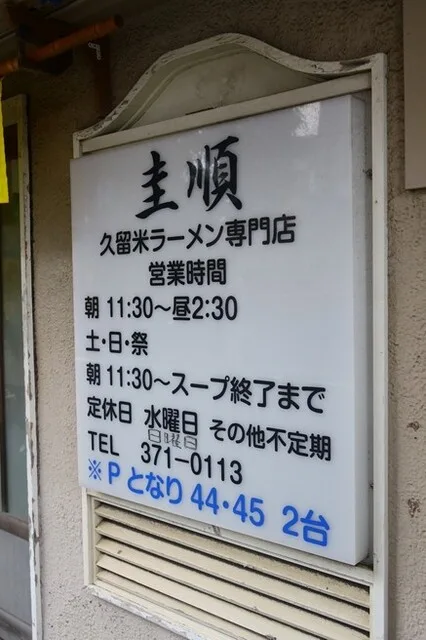 圭順
久留米ラーメン専門店
営業時間
朝 11:30〜昼2:30
土・日・祭
朝 11:30〜スープ終了まで
定休日 水曜日 その他不定期
日曜日
TEL 371-0113
※P となり 44・45 2台